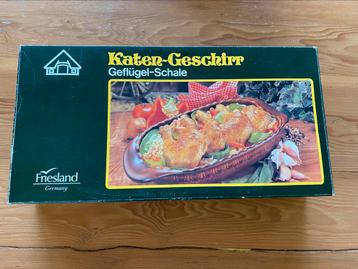 Katen-Geschirr
Geflügel-Schale
Friesland
Germany